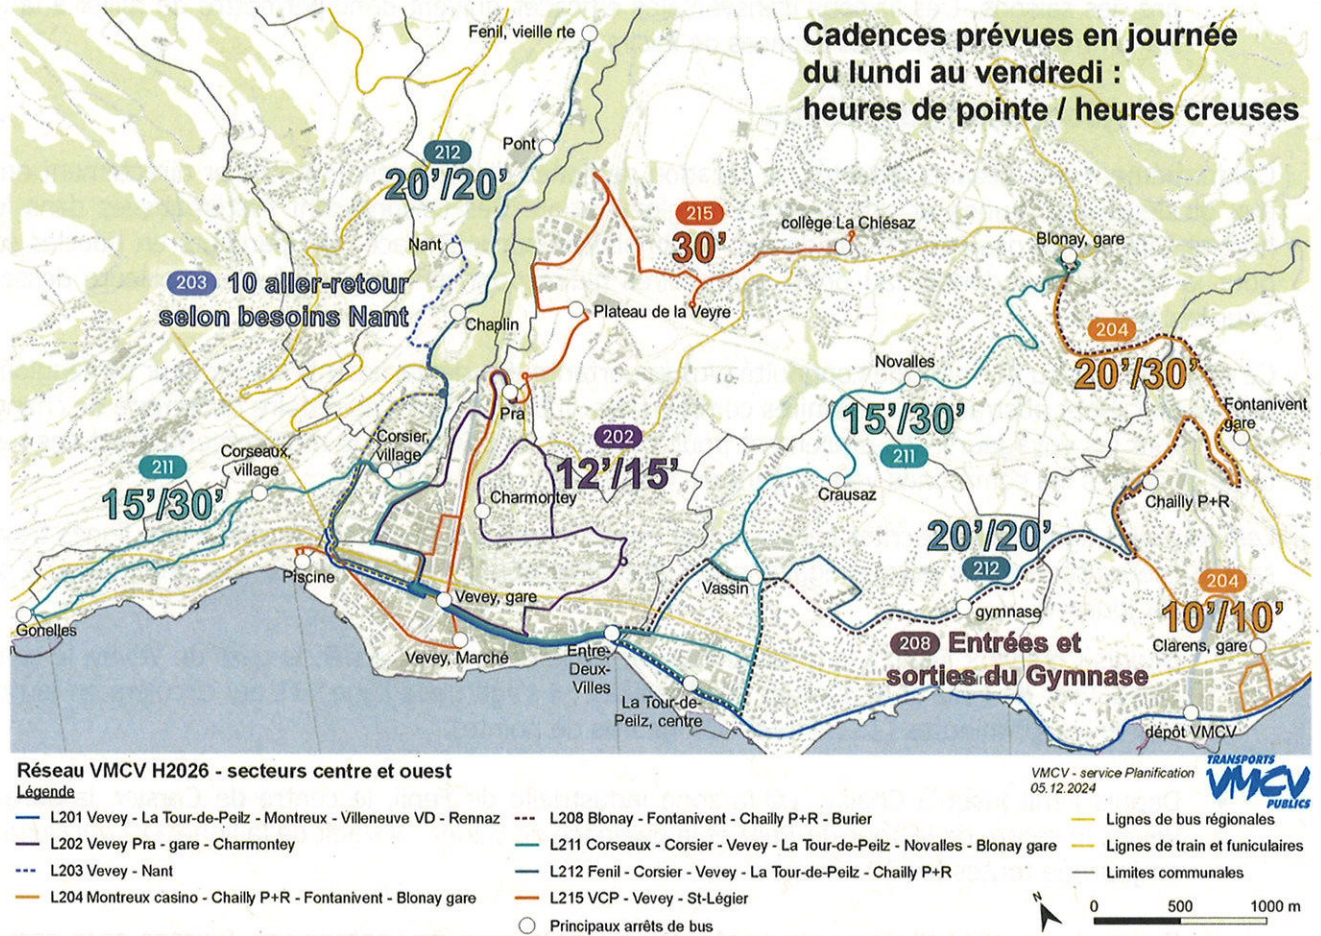 Cadences prévues en journée
du lundi au vendredi :
heures de pointe / heures creuses
Fenil, vieille rte
Pont
212
20’/20’
215
30’
collège La Chiésaz
Blonay, gare
Nant
203 10 aller-retour
selon besoins Nant
Chaplin
Plateau de la Veyre
204
20’/30’
Novalles
Pra
Fontanivent
gare
15’/30’
211
202
12’/15’
Corsier,
village
Corseaux,
village
211
15’/30’
Charmontey
Crausaz
Chailly P+R
20’/20’
212
Piscine
Vevey, gare
Vassin
gymnase
204
10’/10’
Gonelles
Vevey, Marché
Entre-
Deux-
Villes
208 Entrées et
sorties du Gymnase
Clarens, gare
La Tour-de-
Peilz, centre
dépôt VMCV
Réseau VMCV H2026 - secteurs centre et ouest
Légende
VMCV - service Planification
05.12.2024
TRANSPORTS
VMCV
PUBLICS
L201 Vevey - La Tour-de-Peilz - Montreux - Villeneuve VD - Rennaz
L202 Vevey Pra - gare - Charmontey
L203 Vevey - Nant
L204 Montreux casino - Chailly P+R - Fontanivent - Blonay gare
L208 Blonay - Fontanivent - Chailly P+R - Burier
L211 Corseaux - Corsier - Vevey - La Tour-de-Peilz - Novalles - Blonay gare
L212 Fenil - Corsier - Vevey - La Tour-de-Peilz - Chailly P+R
L215 VCP - Vevey - St-Légier
Principaux arrêts de bus
Lignes de bus régionales
Lignes de train et funiculaires
Limites communales
N
0 500 1000 m